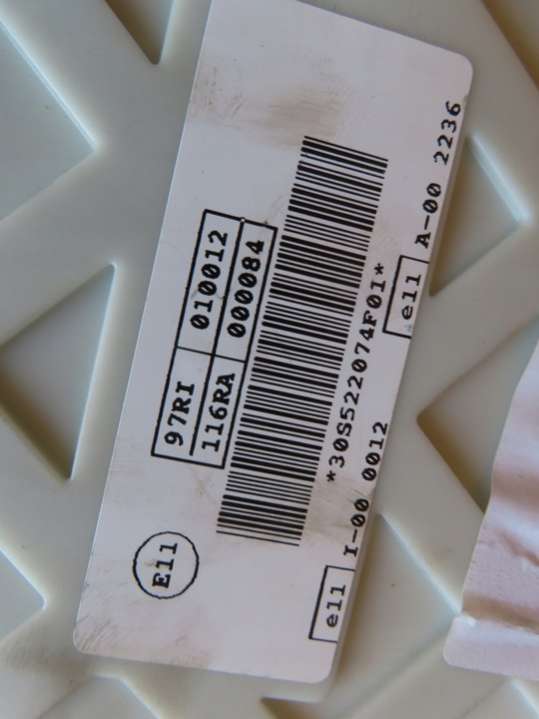 E11
97RI 010012
116RA 000084
*30S522074F01*
e11 I-00 0012
e11 A-00 2236